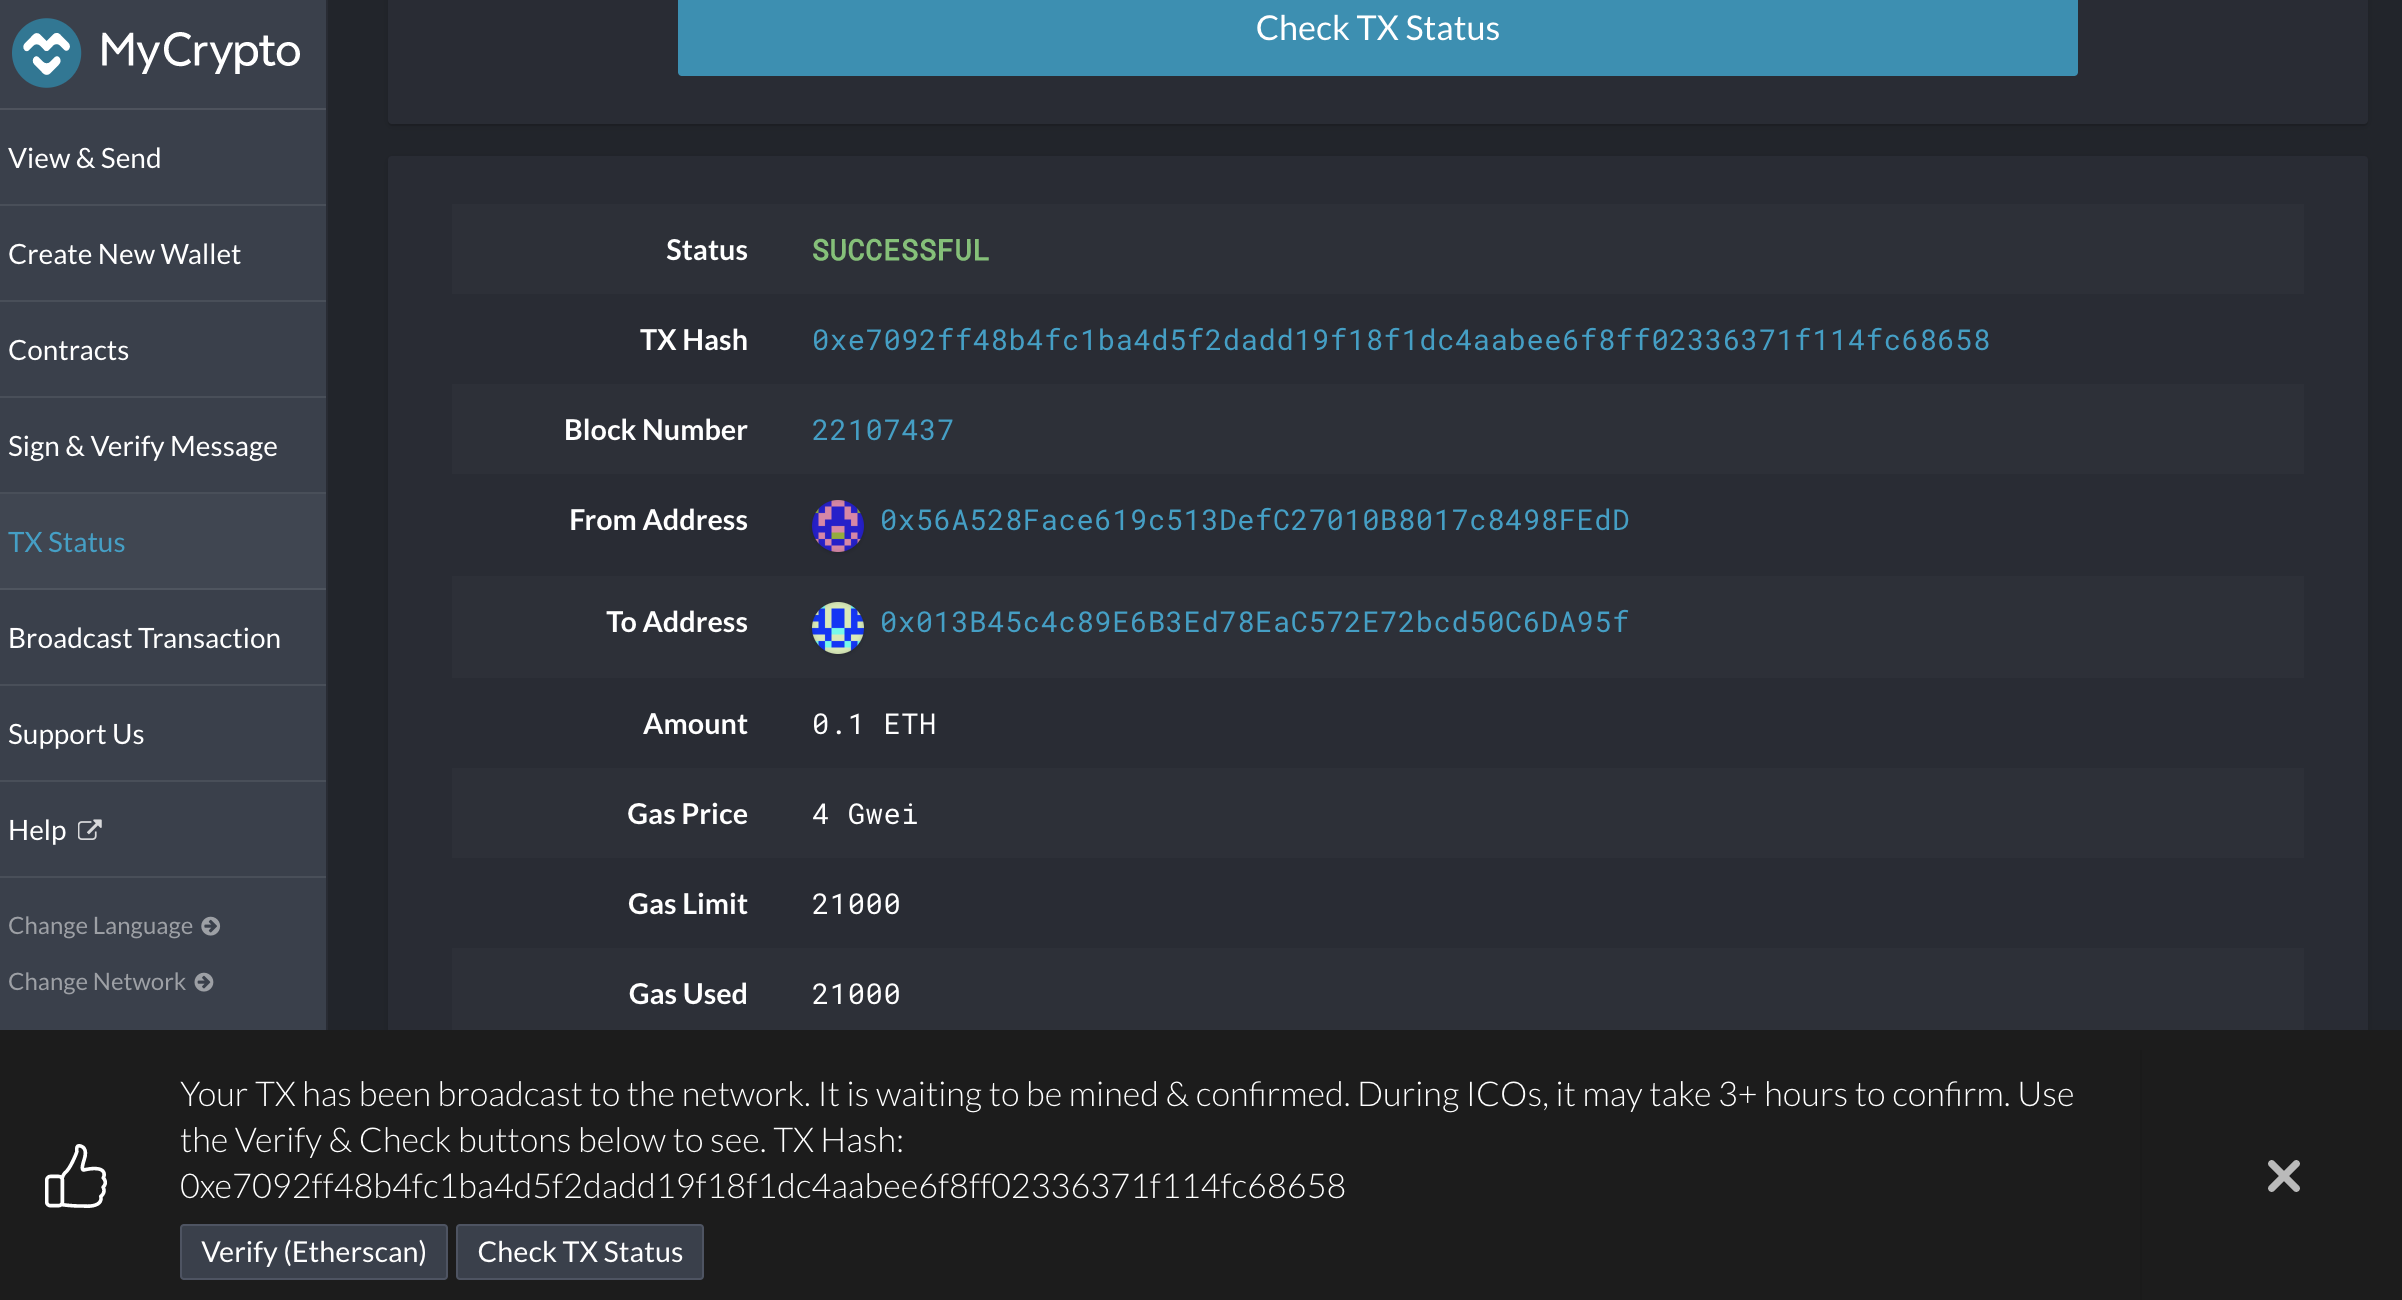 MyCrypto
View & Send
Create New Wallet
Contracts
Sign & Verify Message
TX Status
Broadcast Transaction
Support Us
Help
Change Language
Change Network
Check TX Status
Status SUCCESSFUL
TX Hash 0xe7092ff48b4fc1ba4d5f2dadd19f18f1dc4aabee6f8ff02336371f114fc68658
Block Number 22107437
From Address 0x56A528Face619c513DefC27010B8017c8498FEdD
To Address 0x013B45c4c89E6B3Ed78EaC572E72bcd50C6DA95f
Amount 0.1 ETH
Gas Price 4 Gwei
Gas Limit 21000
Gas Used 21000
Your TX has been broadcast to the network. It is waiting to be mined & confirmed. During ICOs, it may take 3+ hours to confirm. Use
the Verify & Check buttons below to see. TX Hash:
0xe7092ff48b4fc1ba4d5f2dadd19f18f1dc4aabee6f8ff02336371f114fc68658
Verify (Etherscan) Check TX Status